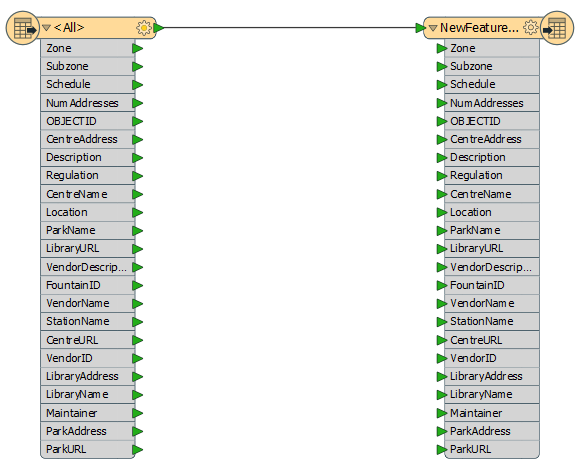 <All>
Zone
Subzone
Schedule
NumAddresses
OBJECTID
CentreAddress
Description
Regulation
CentreName
Location
ParkName
LibraryURL
VendorDescrip...
FountainID
VendorName
StationName
CentreURL
VendorID
LibraryAddress
LibraryName
Maintainer
ParkAddress
ParkURL
NewFeature...
Zone
Subzone
Schedule
NumAddresses
OBJECTID
CentreAddress
Description
Regulation
CentreName
Location
ParkName
LibraryURL
VendorDescrip...
FountainID
VendorName
StationName
CentreURL
VendorID
LibraryAddress
LibraryName
Maintainer
ParkAddress
ParkURL